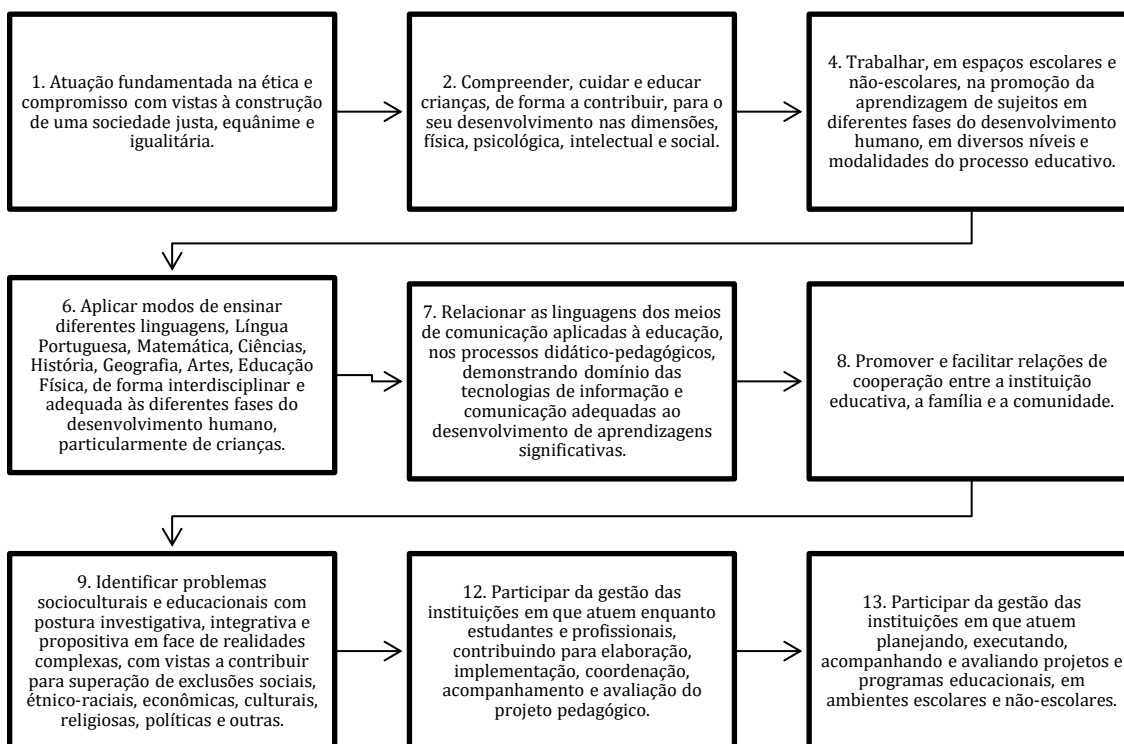 1. Atuação fundamentada na ética e
compromisso com vistas à construção
de uma sociedade justa, equânime e
igualitária.
2. Compreender, cuidar e educar
crianças, de forma a contribuir, para o
seu desenvolvimento nas dimensões,
física, psicológica, intelectual e social.
4. Trabalhar, em espaços escolares e
não-escolares, na promoção da
aprendizagem de sujeitos em
diferentes fases do desenvolvimento
humano, em diversos níveis e
modalidades do processo educativo.
6. Aplicar modos de ensinar
diferentes linguagens, Língua
Portuguesa, Matemática, Ciências,
História, Geografia, Artes, Educação
Física, de forma interdisciplinar e
adequada às diferentes fases do
desenvolvimento humano,
particularmente de crianças.
7. Relacionar as linguagens dos meios
de comunicação aplicadas à educação,
nos processos didático-pedagógicos,
demonstrando domínio das
tecnologias de informação e
comunicação adequadas ao
desenvolvimento de aprendizagens
significativas.
8. Promover e facilitar relações de
cooperação entre a instituição
educativa, a família e a comunidade.
9. Identificar problemas
socioculturais e educacionais com
postura investigativa, integrativa e
propositiva em face de realidades
complexas, com vistas a contribuir
para superação de exclusões sociais,
étnico-raciais, econômicas, culturais,
religiosas, políticas e outras.
12. Participar da gestão das
instituições em que atuem enquanto
estudantes e profissionais,
contribuindo para elaboração,
implementação, coordenação,
acompanhamento e avaliação do
projeto pedagógico.
13. Participar da gestão das
instituições em que atuem
planejando, executando,
acompanhando e avaliando projetos e
programas educacionais, em
ambientes escolares e não-escolares.